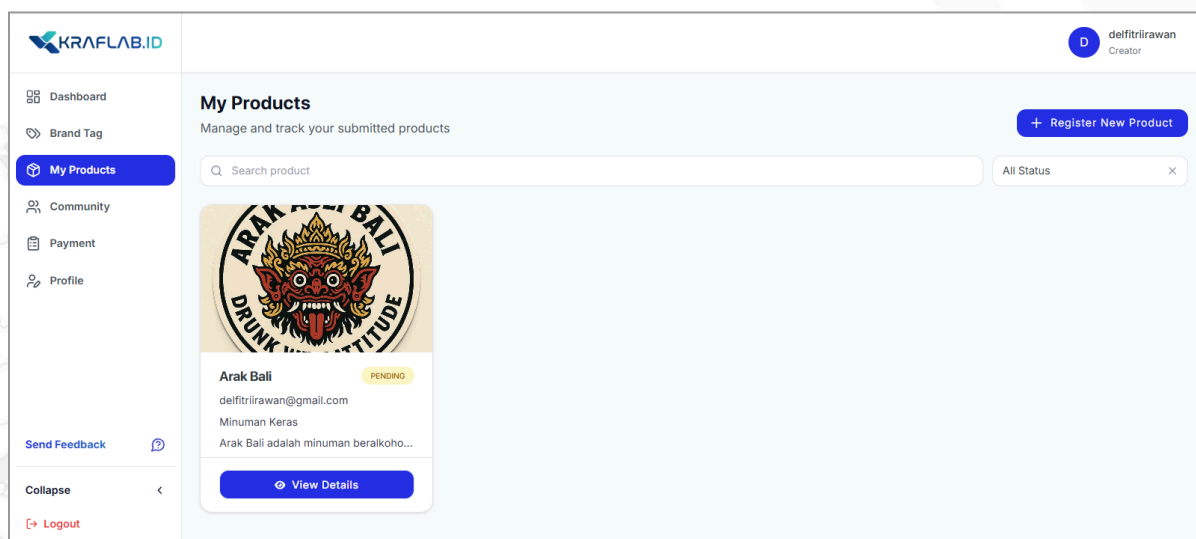 KRAFLAB.ID
D
delfitriirawan
Creator
Dashboard
Brand Tag
My Products
Community
Payment
Profile
Send Feedback
Collapse
Logout
My Products
Manage and track your submitted products
+ Register New Product
Search product
All Status
ARAK ASLI BALI
DRUNK ATTITUDE
Arak Bali
PENDING
delfitriirawan@gmail.com
Minuman Keras
Arak Bali adalah minuman beralkoho...
View Details